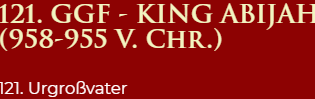 121. GGF - KING ABIJAH
(958-955 V. CHR.)
121. Urgroßvater